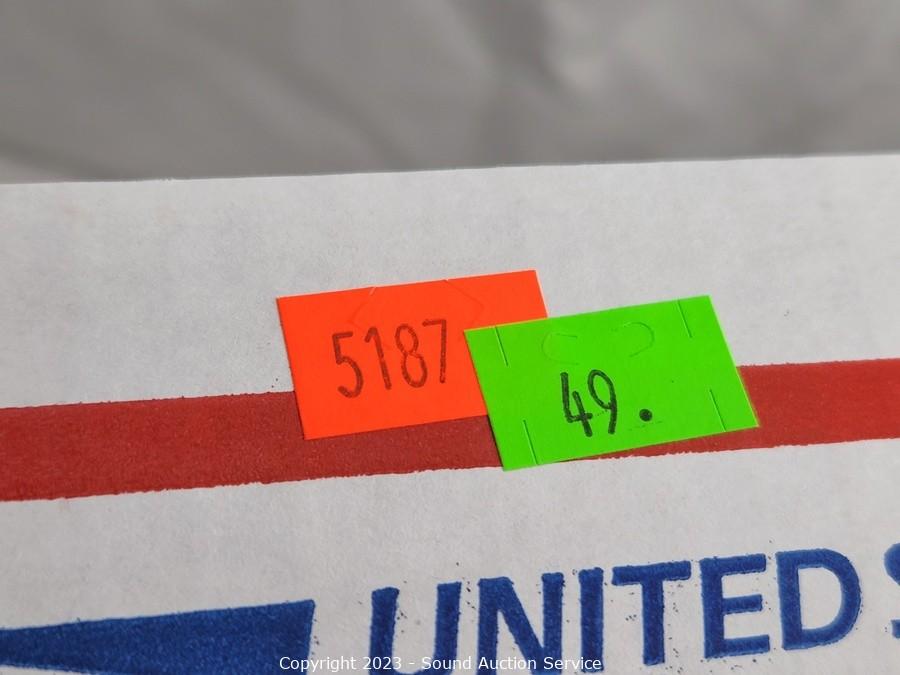 5187
49.
UNITED
Copyright 2023 - Sound Auction Service